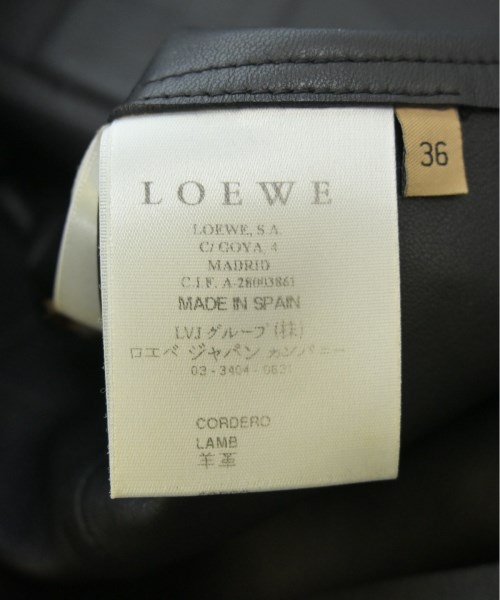 LOEWE
36
LOEWE, S.A.
C/ GOYA, 4
MADRID
C.I.F. A-28003861
MADE IN SPAIN
LVJ グループ(株)
ロエベ ジャパン カンパニー
03-3404-0631
CORDERO
LAMB
羊革